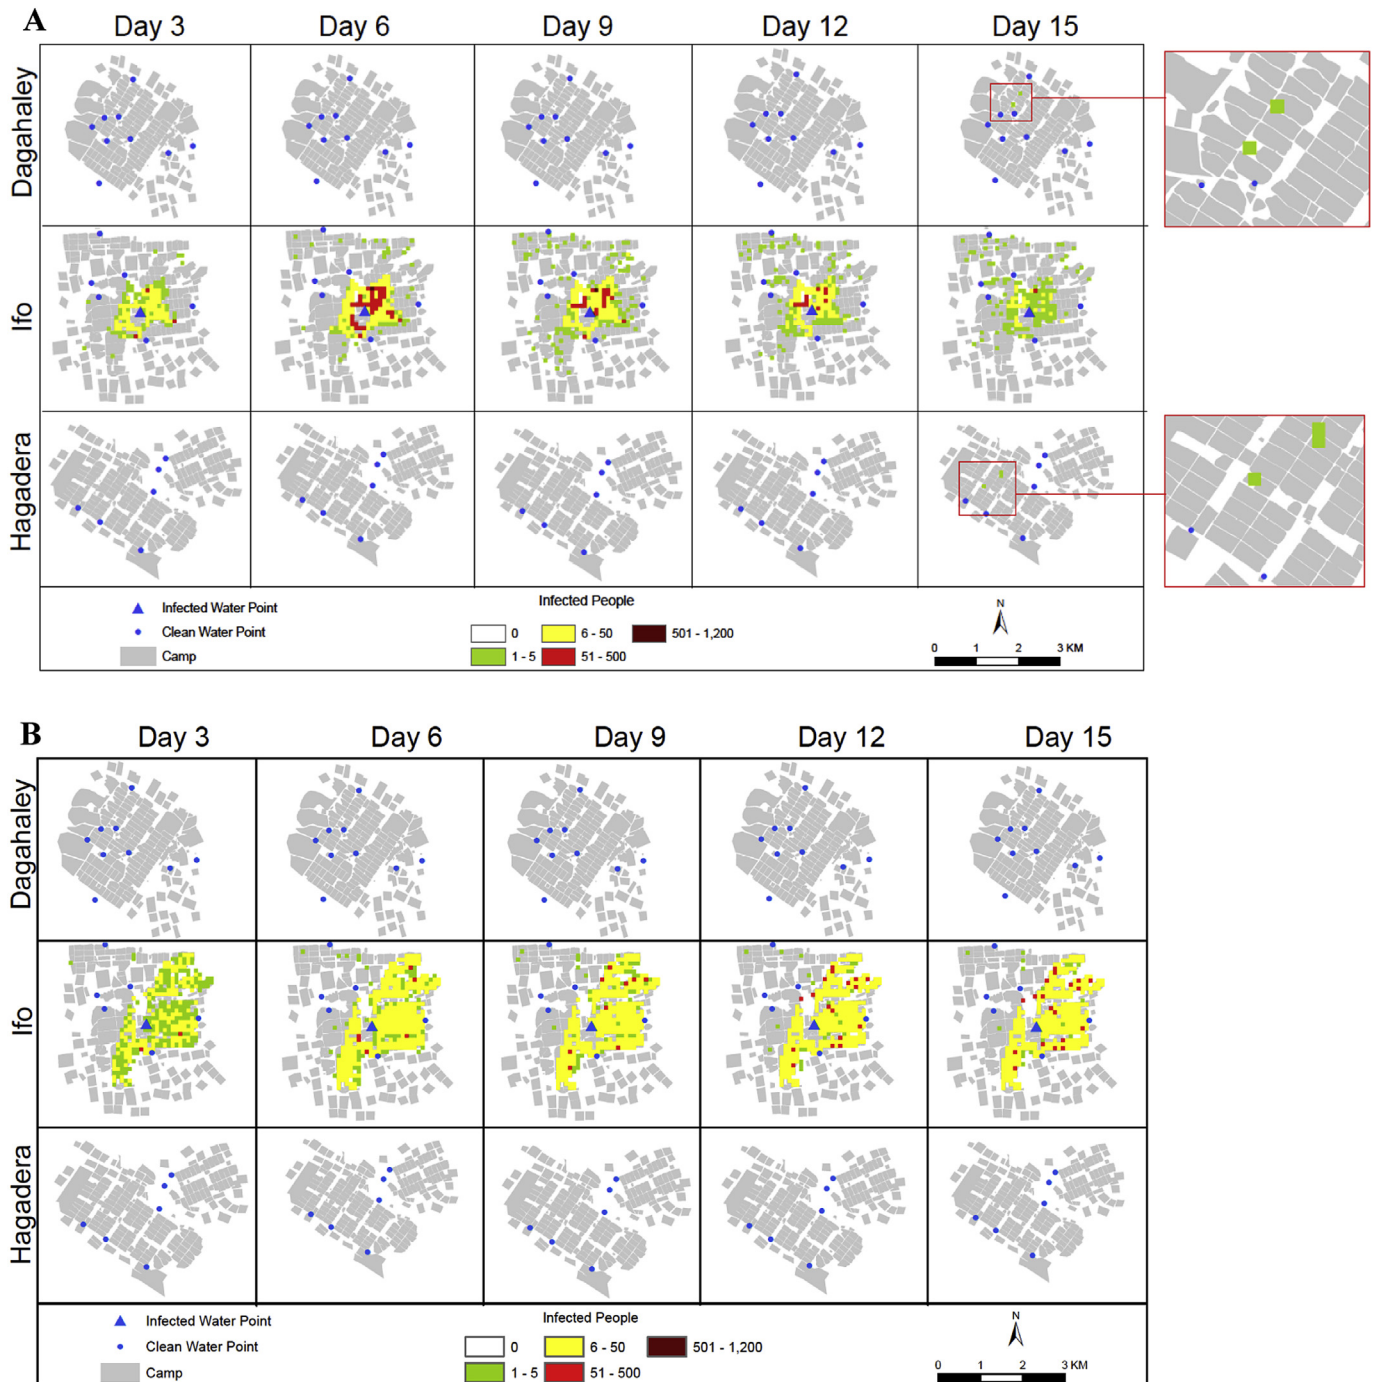 A
Day 3 Day 6 Day 9 Day 12 Day 15
Dagahaley
Ifo
Hagadera
Infected Water Point
Clean Water Point
Camp
Infected People
0 6 - 50 501 - 1,200
1 - 5 51 - 500
N
0 1 2 3 KM
B
Day 3 Day 6 Day 9 Day 12 Day 15
Dagahaley
Ifo
Hagadera
Infected Water Point
Clean Water Point
Camp
Infected People
0 6 - 50 501 - 1,200
1 - 5 51 - 500
N
0 1 2 3 KM